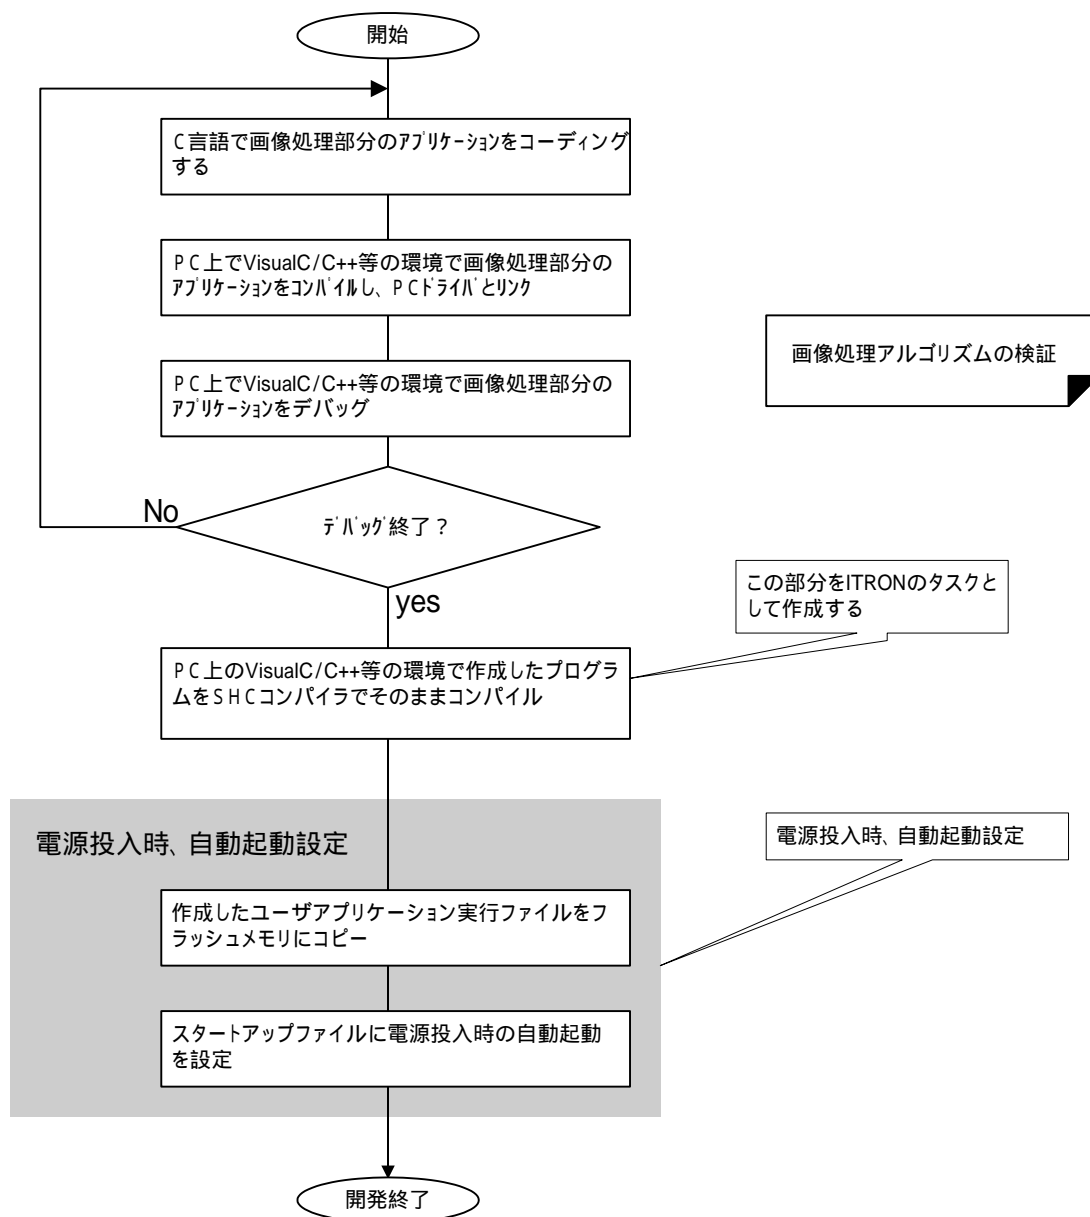 開始
C言語で画像処理部分のｱﾌﾟﾘｹｰｼｮﾝをコーディング
する
PC上でVisualC/C++等の環境で画像処理部分の
ｱﾌﾟﾘｹｰｼｮﾝをｺﾝﾊﾟｲﾙし、PCﾄﾞﾗｲﾊﾞとﾘﾝｸ
画像処理アルゴリズムの検証
PC上でVisualC/C++等の環境で画像処理部分の
ｱﾌﾟﾘｹｰｼｮﾝをデバッグ
No
ﾃﾞﾊﾞｯｸﾞ終了？
yes
この部分をITRONのタスクと
して作成する
PC上のVisualC/C++等の環境で作成したプログラ
ムをSHCコンパイラでそのままコンパイル
電源投入時、自動起動設定
電源投入時、自動起動設定
作成したユーザアプリケーション実行ファイルをフ
ラッシュメモリにコピー
スタートアップファイルに電源投入時の自動起動
を設定
開発終了